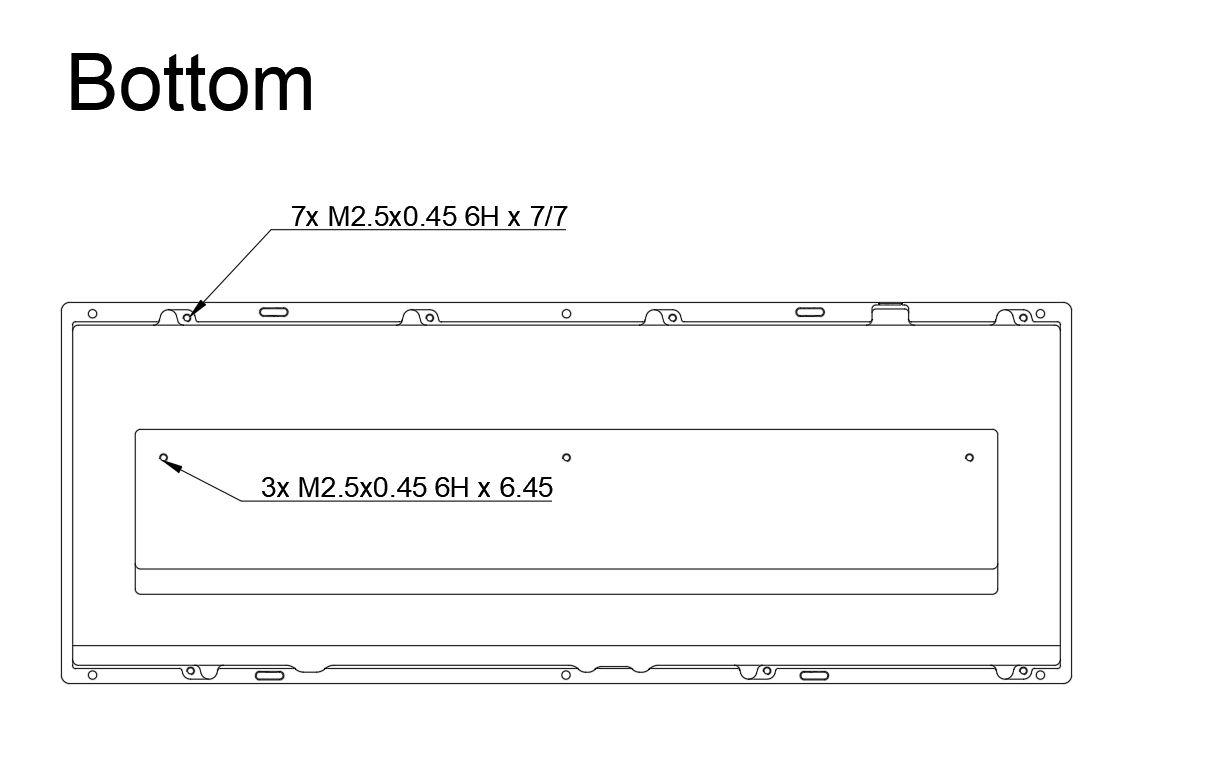 Bottom
7x M2.5x0.45 6H x 7/7
3x M2.5x0.45 6H x 6.45